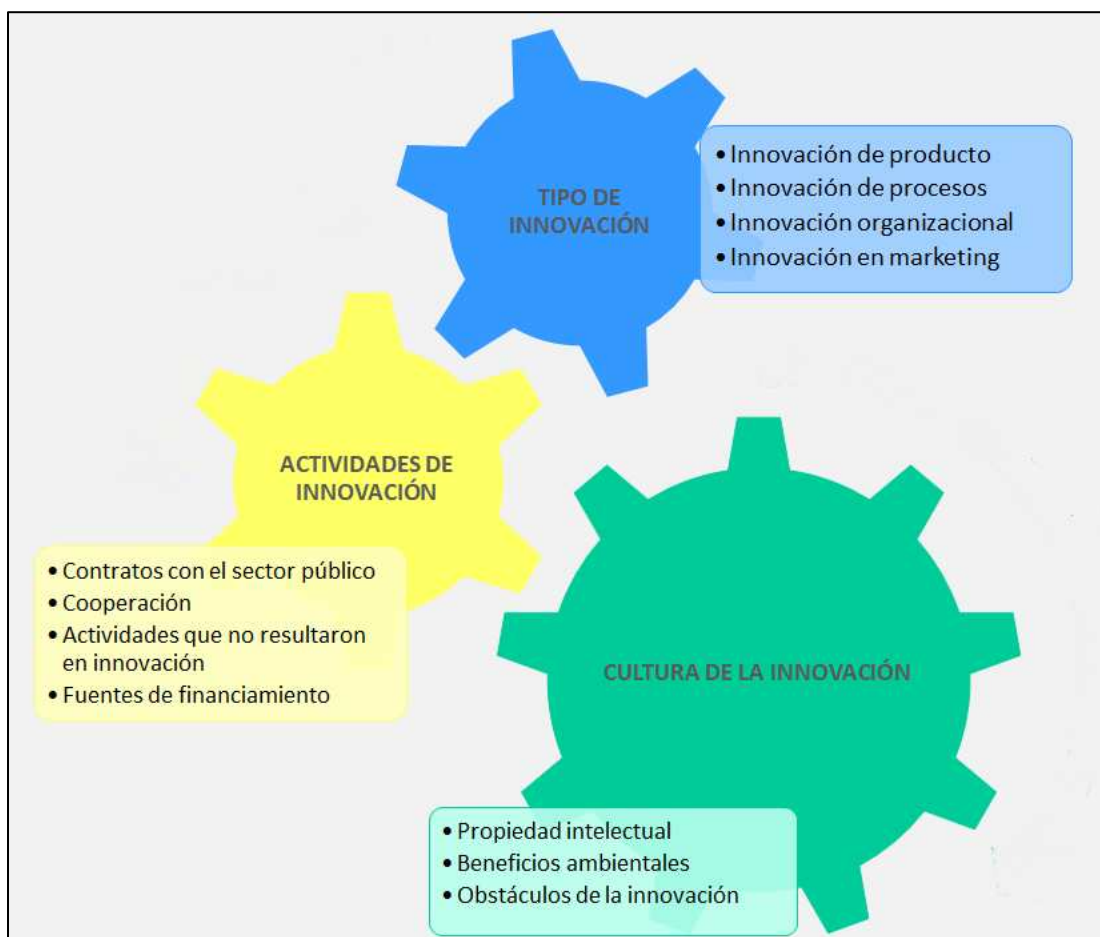 TIPO DE
INNOVACIÓN
• Innovación de producto
• Innovación de procesos
• Innovación organizacional
• Innovación en marketing
ACTIVIDADES DE
INNOVACIÓN
• Contratos con el sector público
• Cooperación
• Actividades que no resultaron
en innovación
• Fuentes de financiamiento
CULTURA DE LA INNOVACIÓN
• Propiedad intelectual
• Beneficios ambientales
• Obstáculos de la innovación